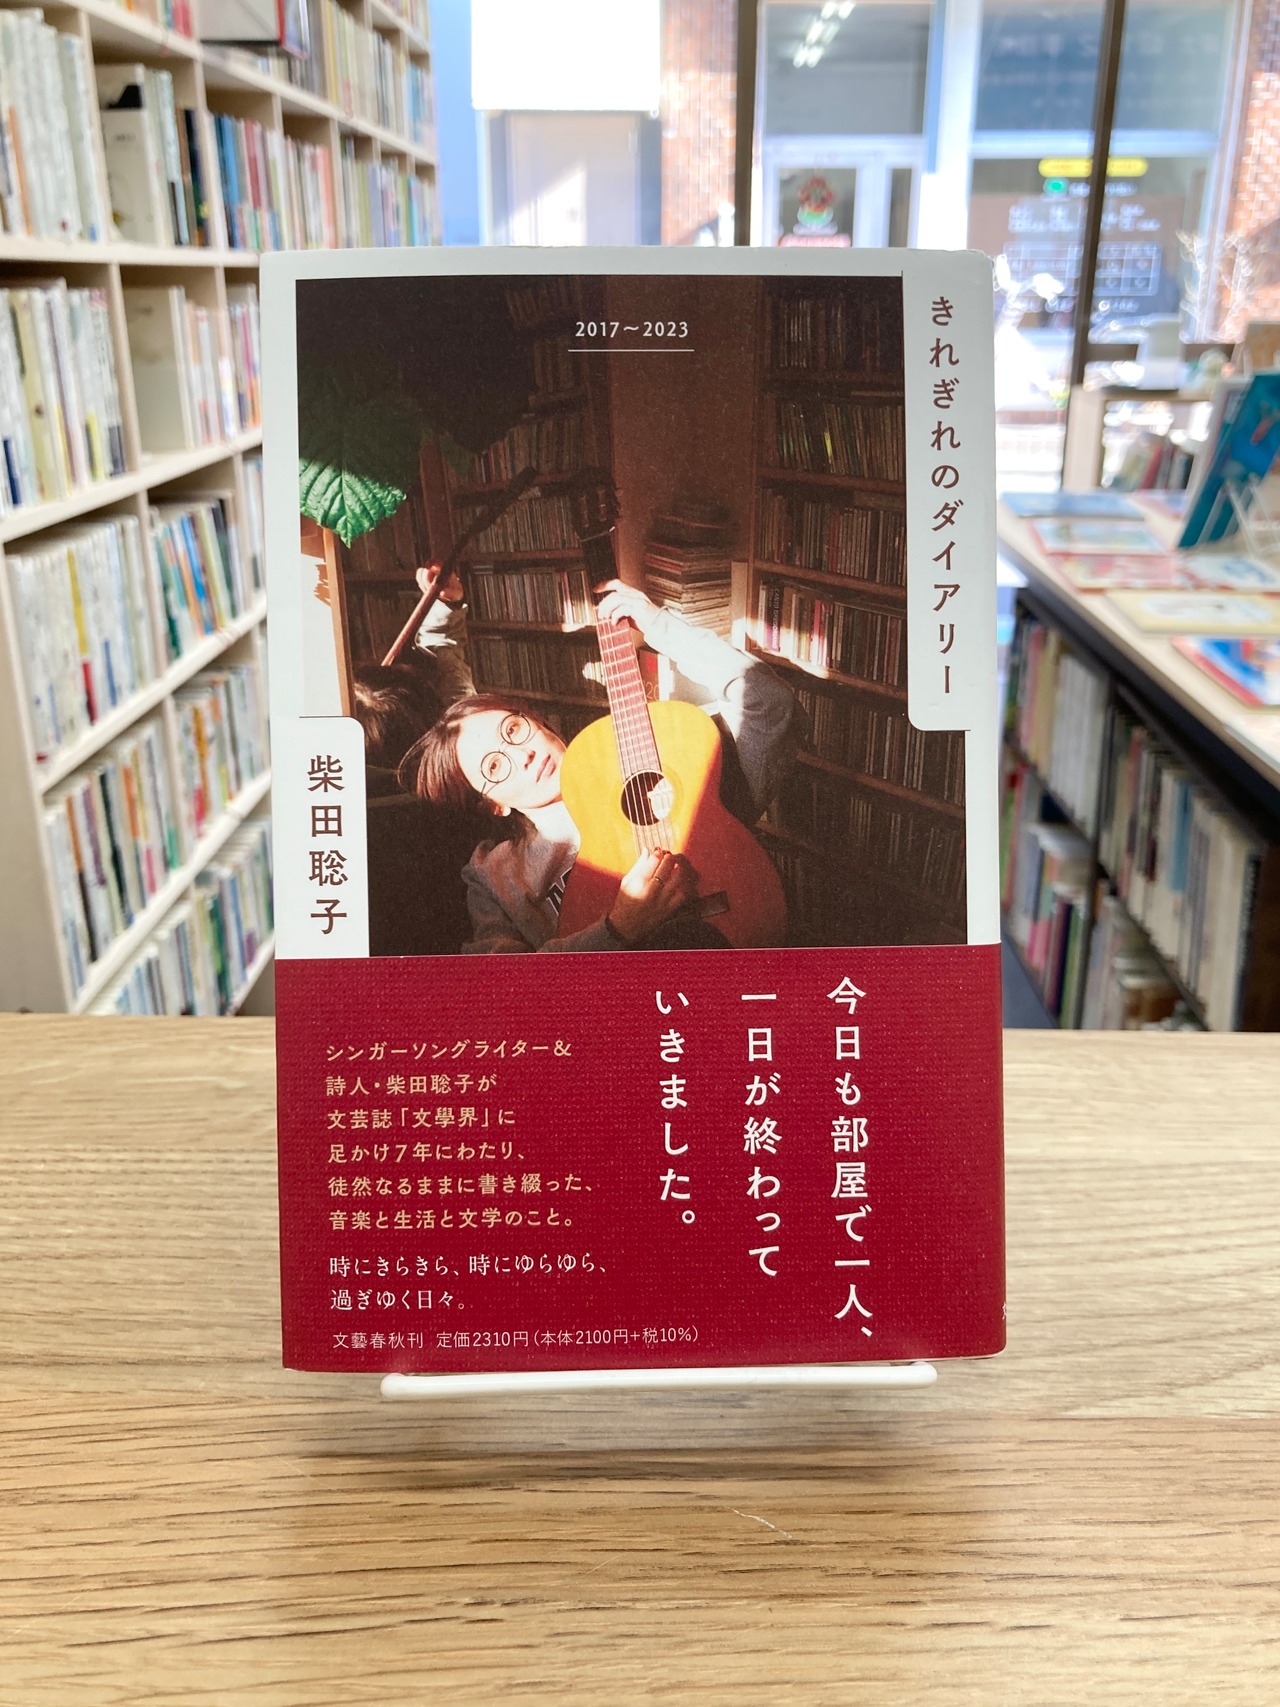 2017〜2023
きれぎれのダイアリー
柴田聡子
今日も部屋で一人、
一日が終わって
いきました。
シンガーソングライター&
詩人・柴田聡子が
文芸誌「文學界」に
足かけ7年にわたり、
徒然なるままに書き綴った、
音楽と生活と文学のこと。
時にきらきら、時にゆらゆら、
過ぎゆく日々。
文藝春秋刊 定価2310円(本体2100円+税10%)